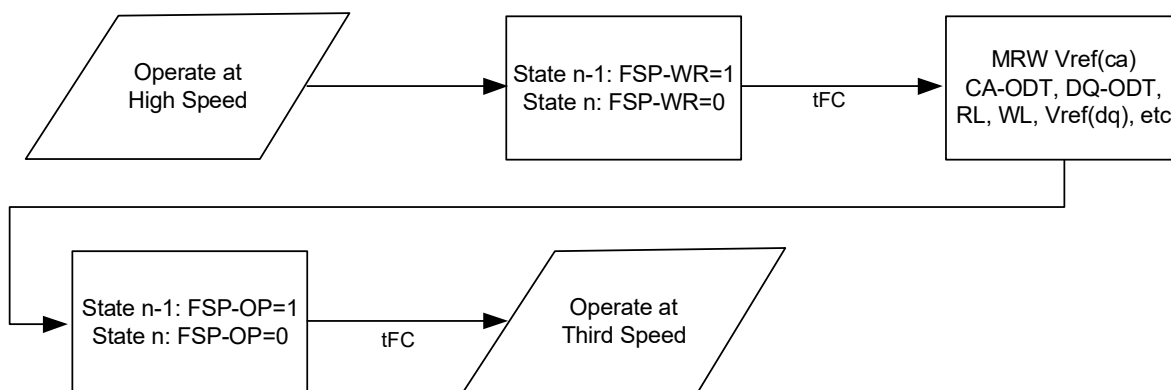 Operate at
High Speed
State n-1: FSP-WR=1
State n: FSP-WR=0
tFC
MRW Vref(ca)
CA-ODT, DQ-ODT,
RL, WL, Vref(dq), etc
State n-1: FSP-OP=1
State n: FSP-OP=0
tFC
Operate at
Third Speed